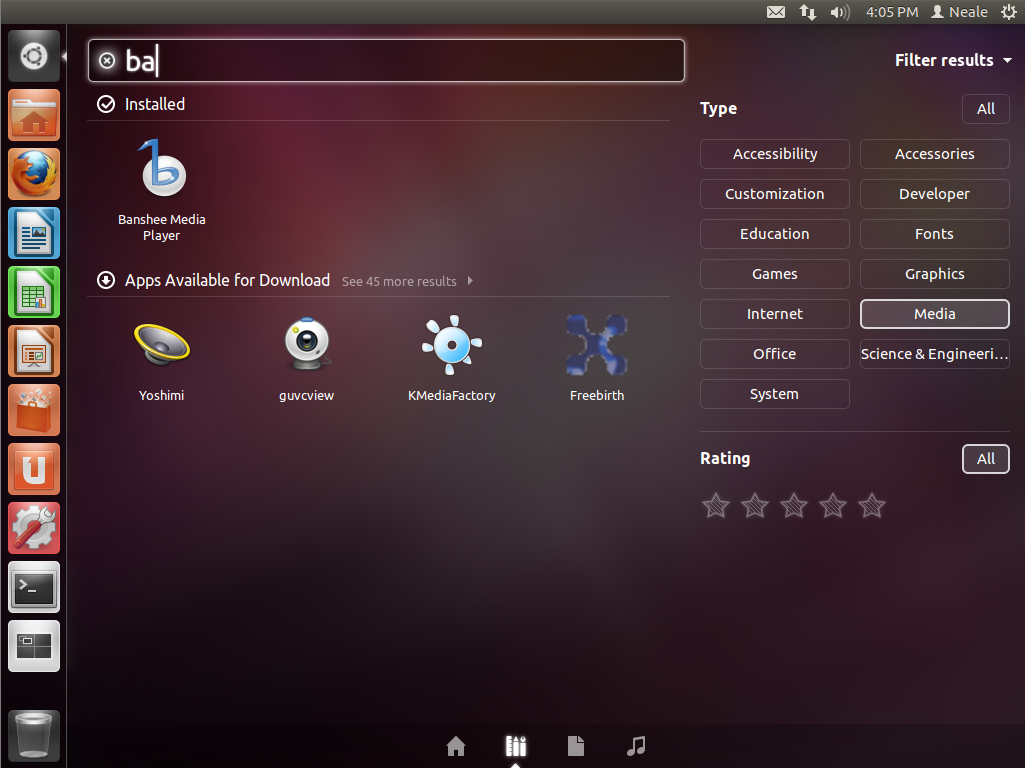 4:05 PM Neale
ba
Filter results
Installed
Banshee Media
Player
Apps Available for Download See 45 more results
Yoshimi
guvcview
KMediaFactory
Freebirth
Type
All
Accessibility
Accessories
Customization
Developer
Education
Fonts
Games
Graphics
Internet
Media
Office
Science & Engineeri...
System
Rating
All